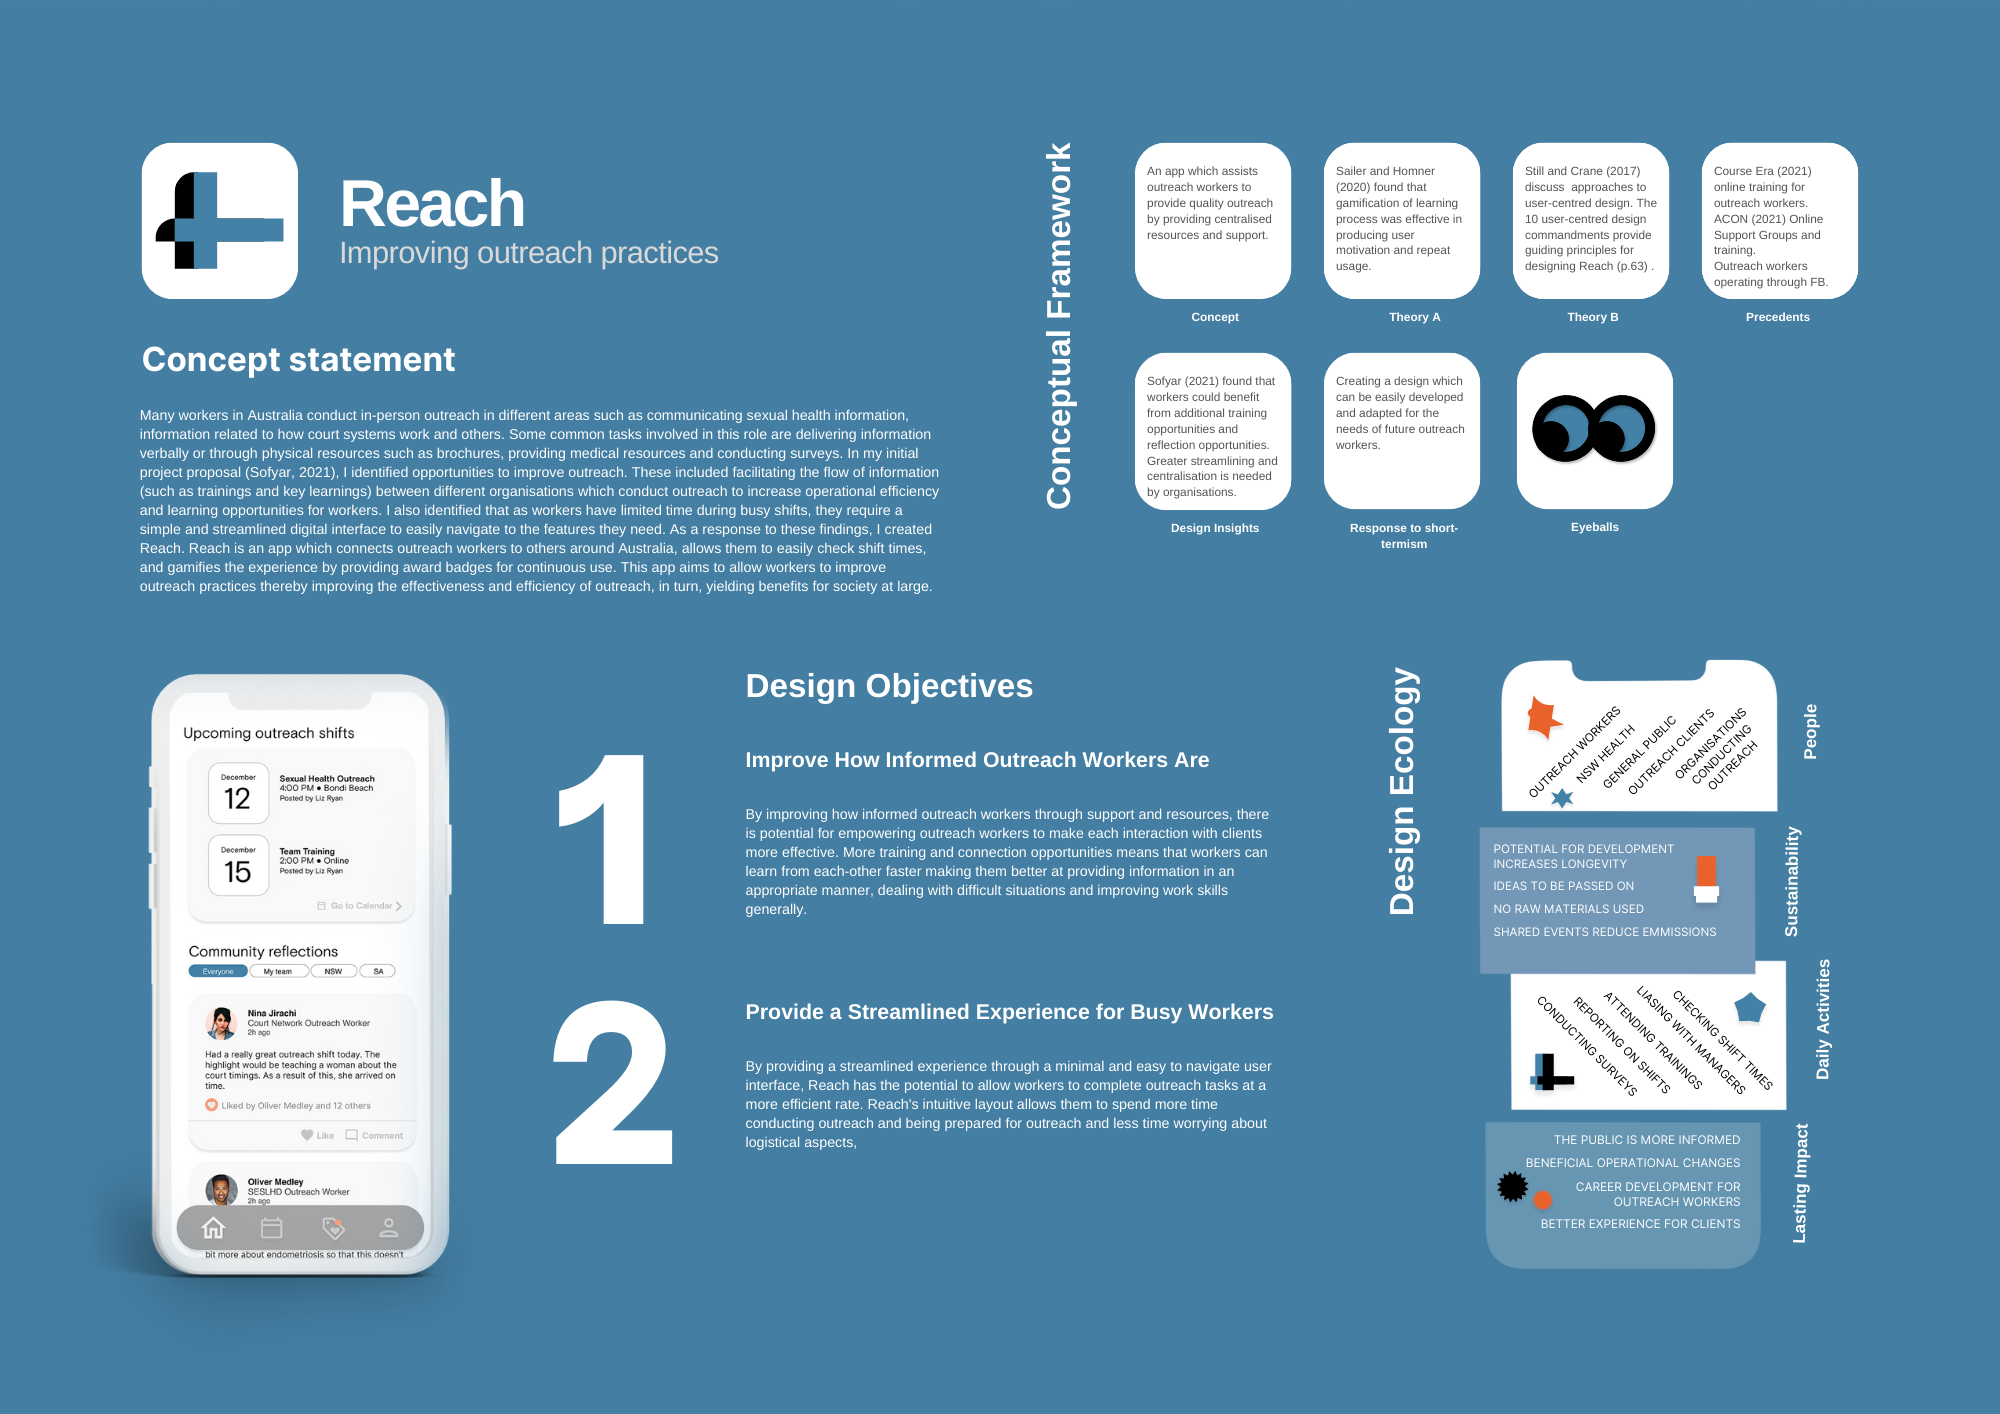 Reach
Improving outreach practices
Concept statement
Many workers in Australia conduct in-person outreach in different areas such as communicating sexual health information,
information related to how court systems work and others. Some common tasks involved in this role are delivering information
verbally or through physical resources such as brochures, providing medical resources and conducting surveys. In my initial
project proposal (Sofyar, 2021), I identified opportunities to improve outreach. These included facilitating the flow of information
(such as trainings and key learnings) between different organisations which conduct outreach to increase operational efficiency
and learning opportunities for workers. I also identified that as workers have limited time during busy shifts, they require a
simple and streamlined digital interface to easily navigate to the features they need. As a response to these findings, I created
Reach. Reach is an app which connects outreach workers to others around Australia, allows them to easily check shift times,
and gamifies the experience by providing award badges for continuous use. This app aims to allow workers to improve
outreach practices thereby improving the effectiveness and efficiency of outreach, in turn, yielding benefits for society at large.
Conceptual Framework
An app which assists
outreach workers to
provide quality outreach
by providing centralised
resources and support.
Concept
Sailer and Homner
(2020) found that
gamification of learning
process was effective in
producing user
motivation and repeat
usage.
Theory A
Still and Crane (2017)
discuss  approaches to
user-centred design. The
10 user-centred design
commandments provide
guiding principles for
designing Reach (p.63) .
Theory B
Course Era (2021)
online training for
outreach workers.
ACON (2021) Online
Support Groups and
training.
Outreach workers
operating through FB.
Precedents
Sofyar (2021) found that
workers could benefit
from additional training
opportunities and
reflection opportunities.
Greater streamlining and
centralisation is needed
by organisations.
Design Insights
Creating a design which
can be easily developed
and adapted for the
needs of future outreach
workers.
Response to short-
termism
Eyeballs
Upcoming outreach shifts
December
12
Sexual Health Outreach
4:00 PM ● Bondi Beach
Posted by Liz Ryan
December
15
Team Training
2:00 PM ● Online
Posted by Liz Ryan
Go to Calendar
Community reflections
Everyone
My team
NSW
SA
Nina Jirachi
Court Network Outreach Worker
2h ago
Had a really great outreach shift today. The
highlight would be teaching a woman about the
court timings. As a result of this, she arrived on
time.
Liked by Oliver Medley and 12 others
Like
Comment
Oliver Medley
SESLHD Outreach Worker
2h ago
bit more about endometriosis so that this doesn't
Design Objectives
1
Improve How Informed Outreach Workers Are
By improving how informed outreach workers through support and resources, there
is potential for empowering outreach workers to make each interaction with clients
more effective. More training and connection opportunities means that workers can
learn from each-other faster making them better at providing information in an
appropriate manner, dealing with difficult situations and improving work skills
generally.
2
Provide a Streamlined Experience for Busy Workers
By providing a streamlined experience through a minimal and easy to navigate user
interface, Reach has the potential to allow workers to complete outreach tasks at a
more efficient rate. Reach's intuitive layout allows them to spend more time
conducting outreach and being prepared for outreach and less time worrying about
logistical aspects,
Design Ecology
OUTREACH WORKERS
NSW HEALTH
GENERAL PUBLIC
OUTREACH CLIENTS
ORGANISATIONS
CONDUCTING
OUTREACH
People
POTENTIAL FOR DEVELOPMENT
INCREASES LONGEVITY
IDEAS TO BE PASSED ON
NO RAW MATERIALS USED
SHARED EVENTS REDUCE EMMISSIONS
Sustainability
CONDUCTING SURVEYS
REPORTING ON SHIFTS
ATTENDING TRAININGS
LIASING WITH MANAGERS
CHECKING SHIFT TIMES
Daily Activities
THE PUBLIC IS MORE INFORMED
BENEFICIAL OPERATIONAL CHANGES
CAREER DEVELOPMENT FOR
OUTREACH WORKERS
BETTER EXPERIENCE FOR CLIENTS
Lasting Impact